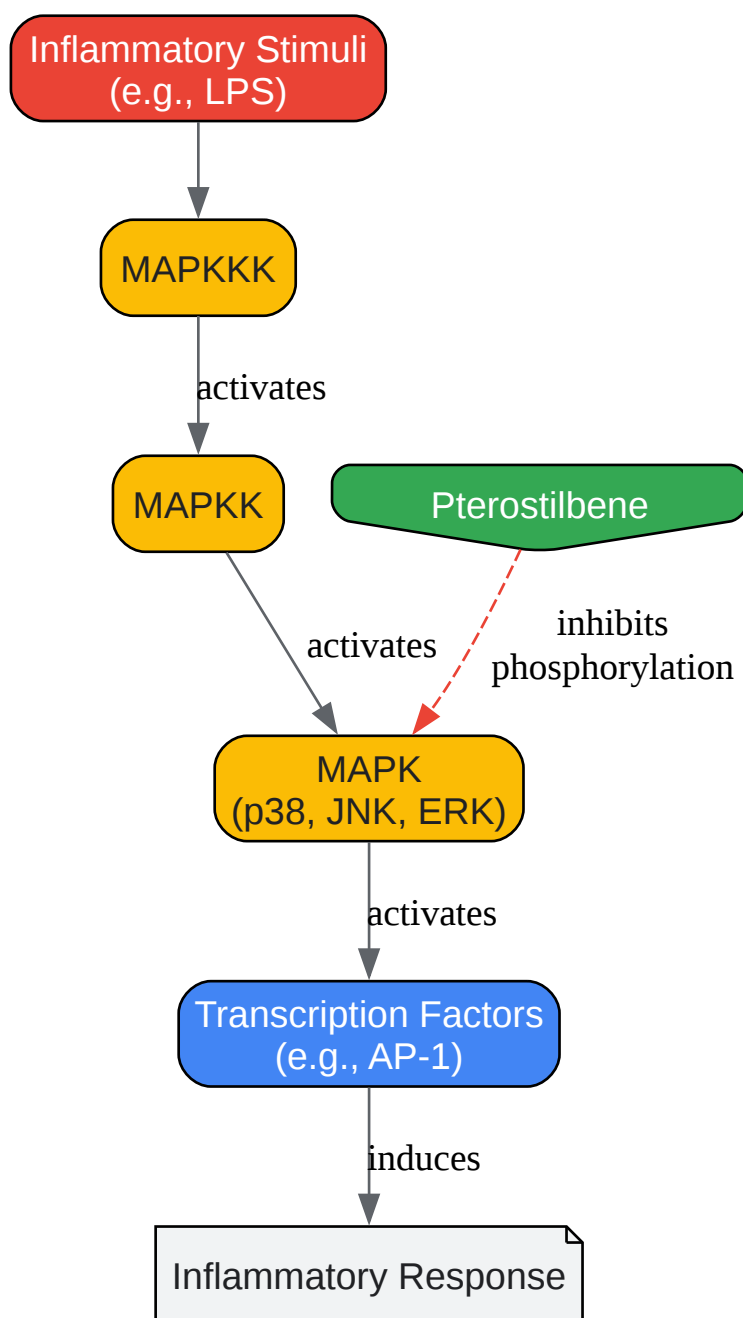 Inflammatory Stimuli
(e.g., LPS)
MAPKKK
activates
MAPKK
Pterostilbene
activates
inhibits
phosphorylation
MAPK
(p38, JNK, ERK)
activates
Transcription Factors
(e.g., AP-1)
induces
Inflammatory Response